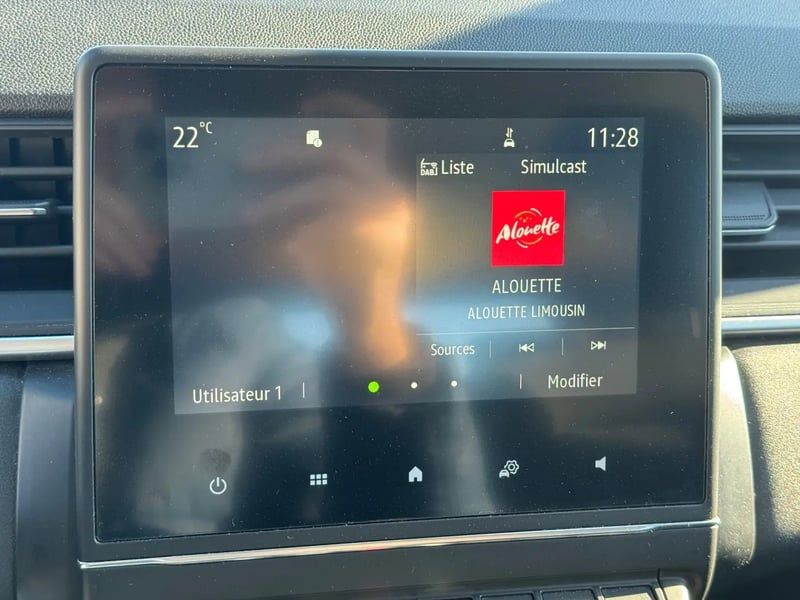 22°C 11:28
DAB Liste Simulcast
Alouette
ALOUETTE
ALOUETTE LIMOUSIN
Sources
Utilisateur 1 Modifier